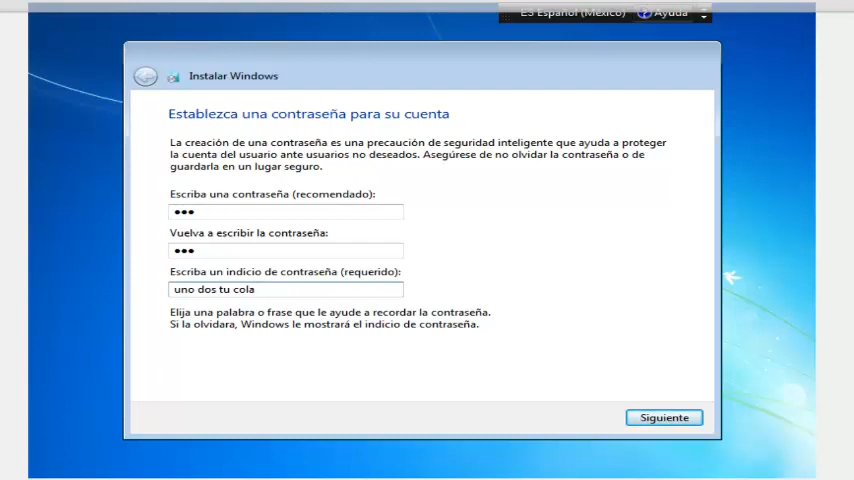 ES Español (México) Ayuda
Instalar Windows
Establezca una contraseña para su cuenta
La creación de una contraseña es una precaución de seguridad inteligente que ayuda a proteger
la cuenta del usuario ante usuarios no deseados. Asegúrese de no olvidar la contraseña o de
guardarla en un lugar seguro.
Escriba una contraseña (recomendado):
●●●
Vuelva a escribir la contraseña:
●●●
Escriba un indicio de contraseña (requerido):
uno dos tu cola
Elija una palabra o frase que le ayude a recordar la contraseña.
Si la olvidara, Windows le mostrará el indicio de contraseña.
Siguiente